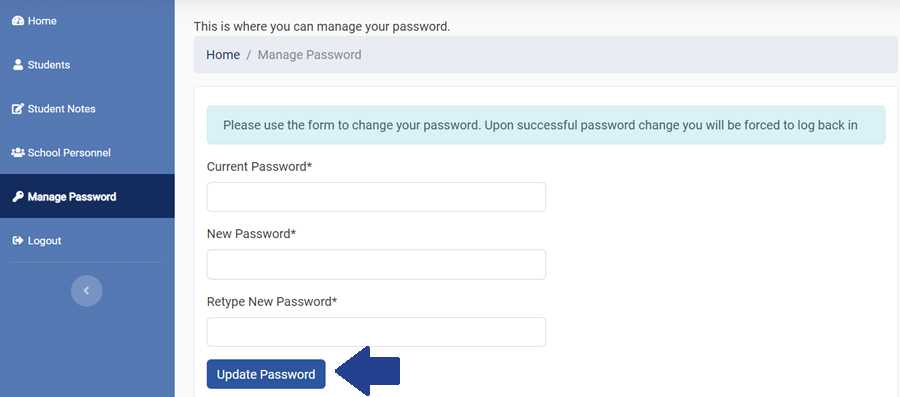 Home
Students
Student Notes
School Personnel
Manage Password
Logout
This is where you can manage your password.
Home / Manage Password
Please use the form to change your password. Upon successful password change you will be forced to log back in
Current Password*
New Password*
Retype New Password*
Update Password